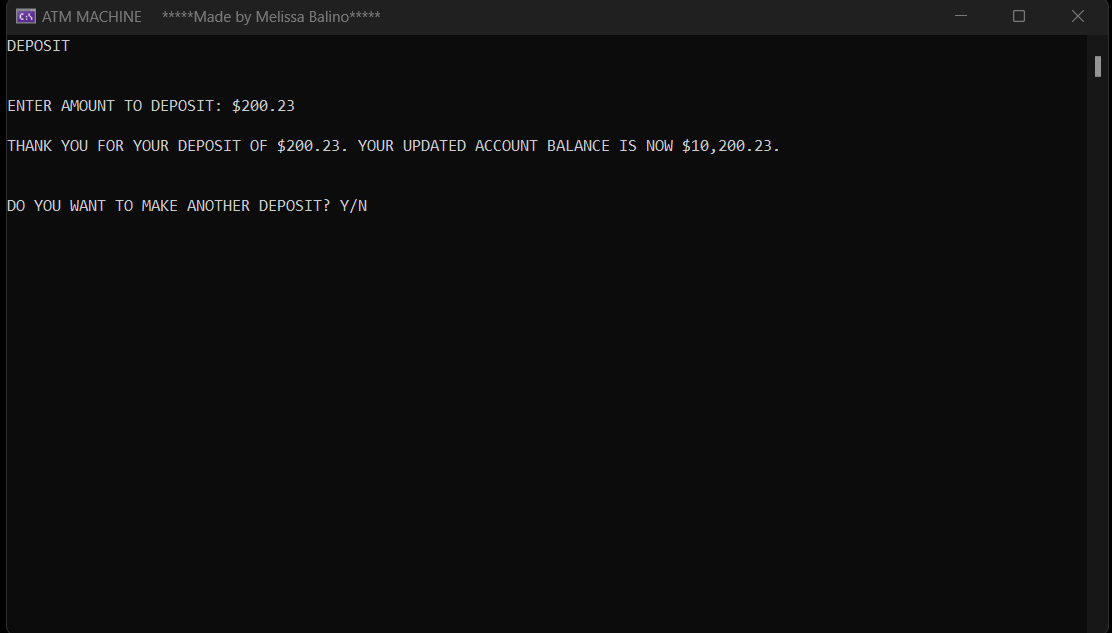 C:\ ATM MACHINE *****Made by Melissa Balino*****
DEPOSIT
ENTER AMOUNT TO DEPOSIT: $200.23
THANK YOU FOR YOUR DEPOSIT OF $200.23. YOUR UPDATED ACCOUNT BALANCE IS NOW $10,200.23.
DO YOU WANT TO MAKE ANOTHER DEPOSIT? Y/N